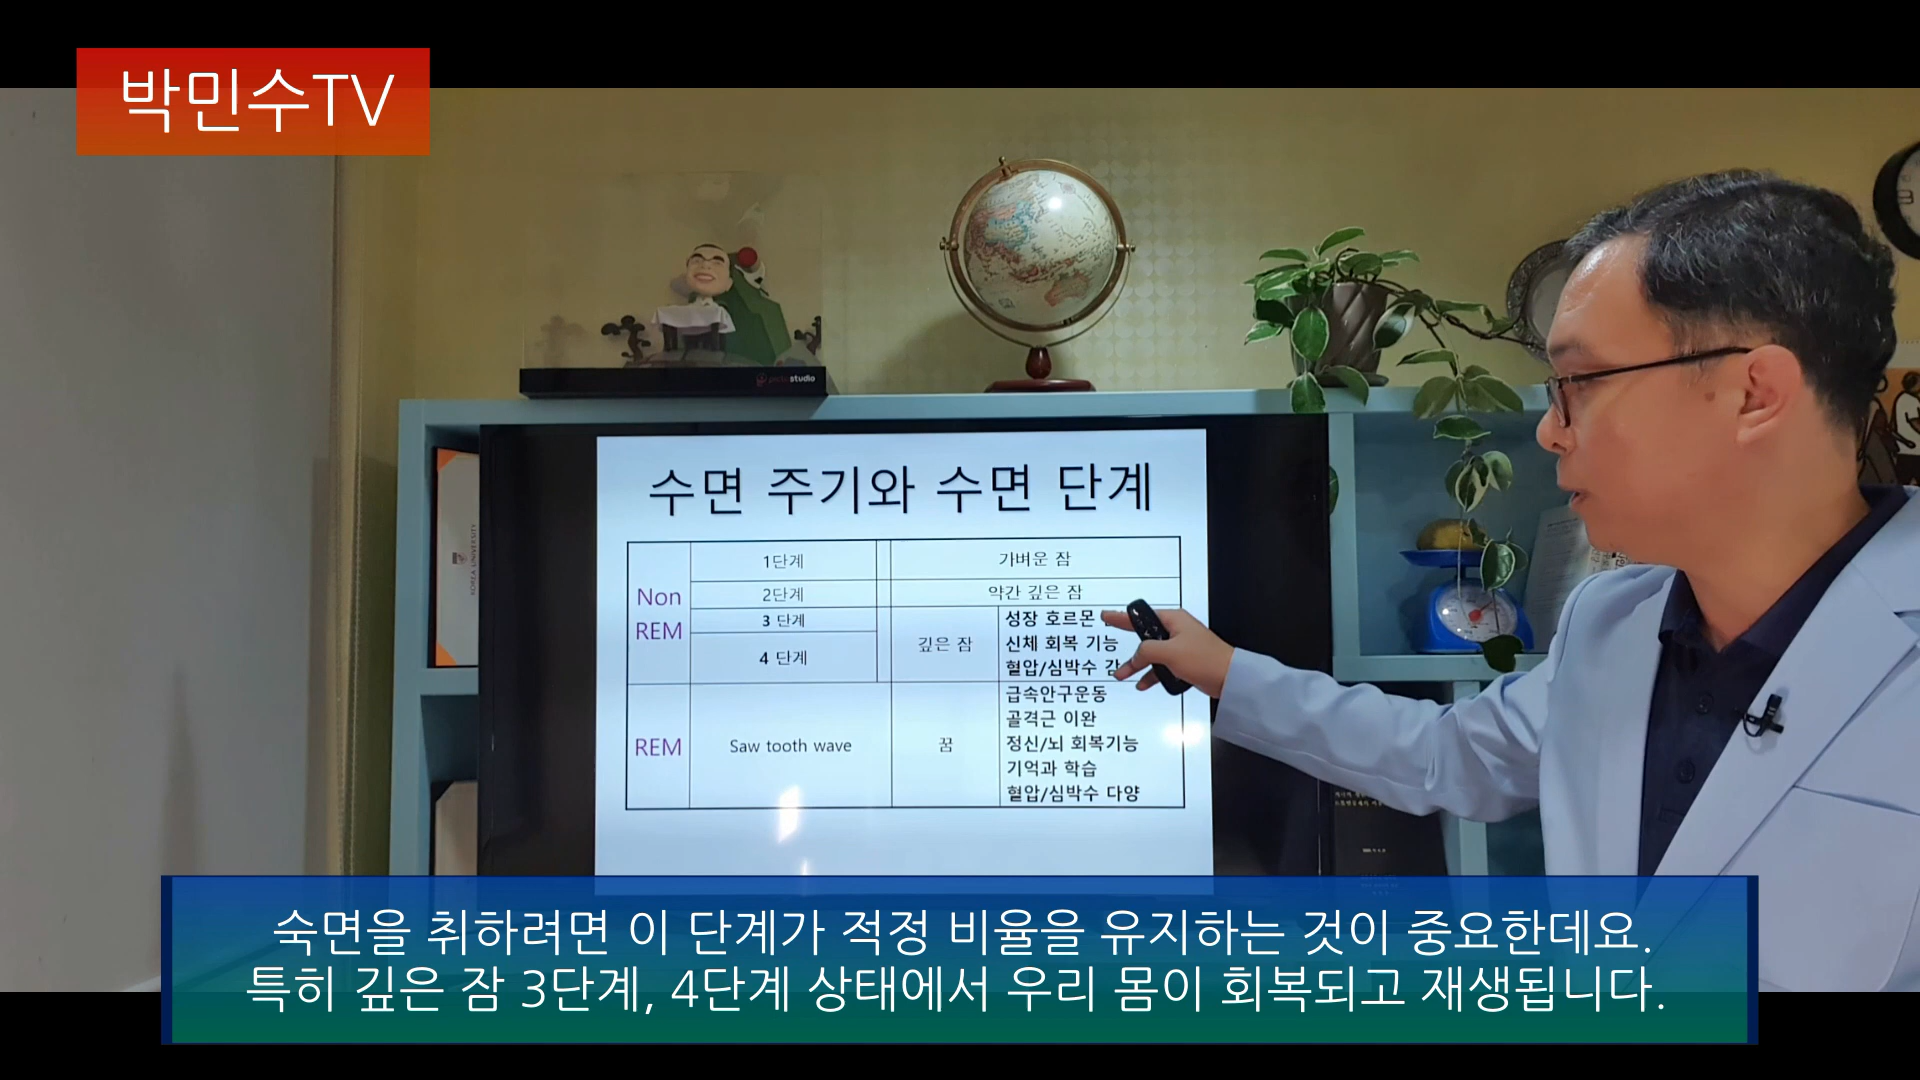 박민수TV
studio
KOREA UNIVERSITY
수면 주기와 수면 단계
Non
REM
1단계
가벼운 잠
2단계
약간 깊은 잠
3 단계
4 단계
깊은 잠
성장 호르몬
신체 회복 기능
혈압/심박수
REM
Saw tooth wave
꿈
급속안구운동
골격근 이완
정신/뇌 회복기능
기억과 학습
혈압/심박수 다양
숙면을 취하려면 이 단계가 적정 비율을 유지하는 것이 중요한데요.
특히 깊은 잠 3단계, 4단계 상태에서 우리 몸이 회복되고 재생됩니다.